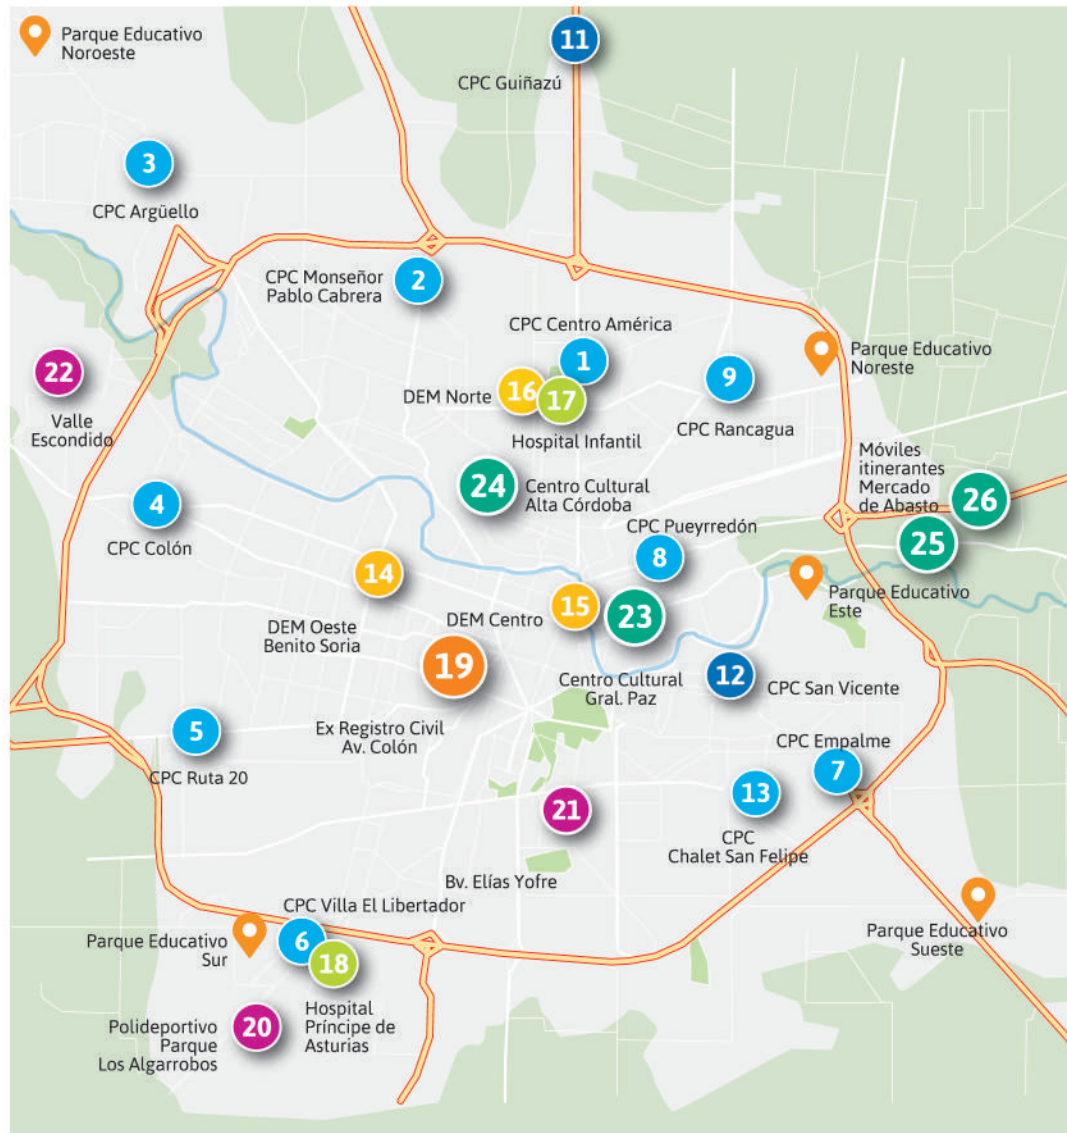 Parque Educativo
Noroeste
11
CPC Guiñazú
3
CPC Argüello
CPC Monseñor
Pablo Cabrera
2
CPC Centro América
1
Parque Educativo
Noreste
22
Valle
Escondido
DEM Norte
16
17
Hospital Infantil
9
CPC Rancagua
Móviles
itinerantes
Mercado
de Abasto
26
25
24
Centro Cultural
Alta Córdoba
4
CPC Colón
CPC Pueyrredón
8
14
DEM Oeste
Benito Soria
DEM Centro
15
23
Parque Educativo
Este
19
Centro Cultural
Gral. Paz
12
CPC San Vicente
Ex Registro Civil
Av. Colón
5
CPC Ruta 20
CPC Empalme
7
13
CPC
Chalet San Felipe
21
Bv. Elías Yofre
CPC Villa El Libertador
Parque Educativo
Sur
6
18
Hospital
Príncipe de
Asturias
Parque Educativo
Sueste
20
Polideportivo
Parque
Los Algarrobos